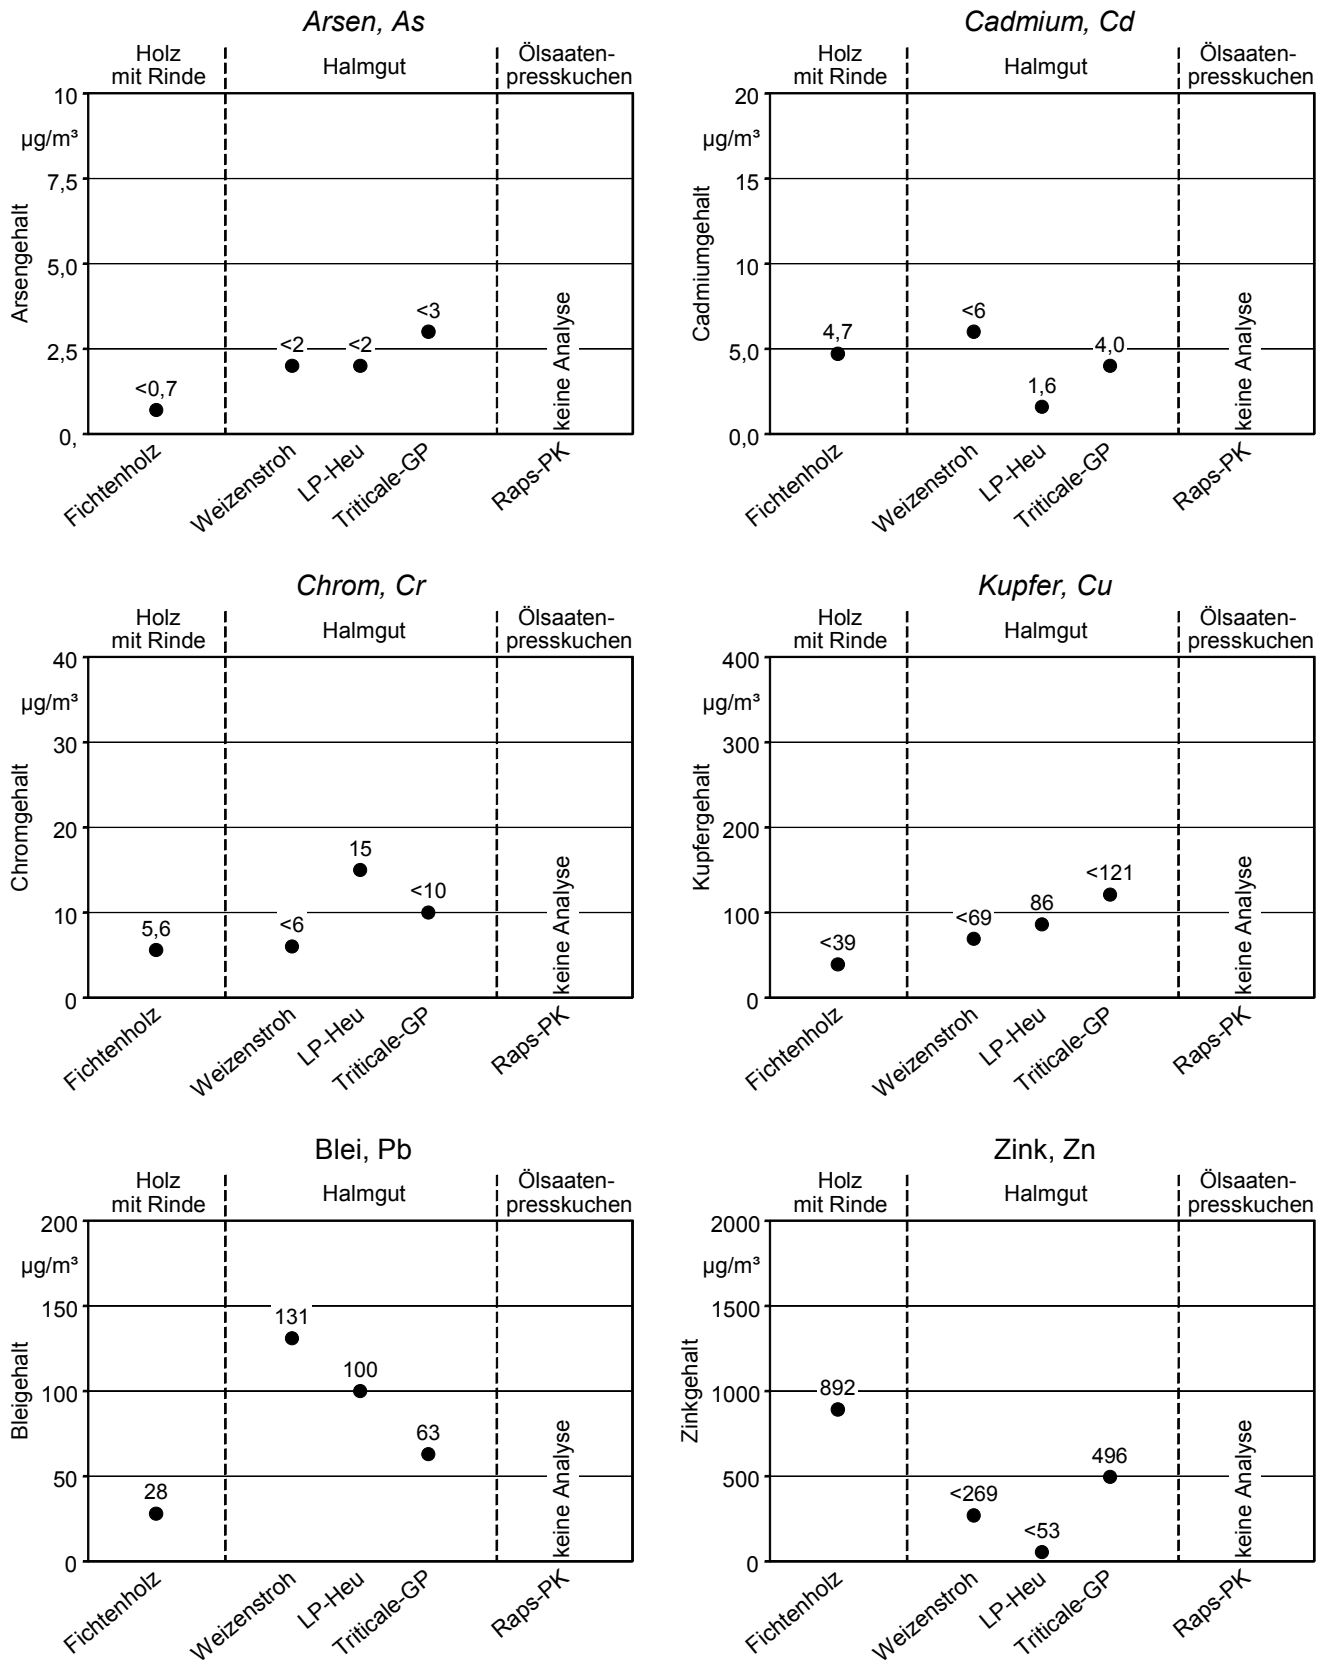 Arsen, As
Holz
mit Rinde
Halmgut
Ölsaaten-
presskuchen
10
µg/m³
7,5
5,0
2,5
0,
Arsengehalt
<0,7
<2
<2
<3
keine Analyse
Fichtenholz
Weizenstroh
LP-Heu
Triticale-GP
Raps-PK
Cadmium, Cd
Holz
mit Rinde
Halmgut
Ölsaaten-
presskuchen
20
µg/m³
15
10
5,0
0,0
Cadmiumgehalt
4,7
<6
1,6
4,0
keine Analyse
Fichtenholz
Weizenstroh
LP-Heu
Triticale-GP
Raps-PK
Chrom, Cr
Holz
mit Rinde
Halmgut
Ölsaaten-
presskuchen
40
µg/m³
30
20
10
0
Chromgehalt
5,6
<6
15
<10
keine Analyse
Fichtenholz
Weizenstroh
LP-Heu
Triticale-GP
Raps-PK
Kupfer, Cu
Holz
mit Rinde
Halmgut
Ölsaaten-
presskuchen
400
µg/m³
300
200
100
0
Kupfergehalt
<39
<69
86
<121
keine Analyse
Fichtenholz
Weizenstroh
LP-Heu
Triticale-GP
Raps-PK
Blei, Pb
Holz
mit Rinde
Halmgut
Ölsaaten-
presskuchen
200
µg/m³
150
100
50
0
Bleigehalt
28
131
100
63
keine Analyse
Fichtenholz
Weizenstroh
LP-Heu
Triticale-GP
Raps-PK
Zink, Zn
Holz
mit Rinde
Halmgut
Ölsaaten-
presskuchen
2000
µg/m³
1500
1000
500
0
Zinkgehalt
892
<269
<53
496
keine Analyse
Fichtenholz
Weizenstroh
LP-Heu
Triticale-GP
Raps-PK